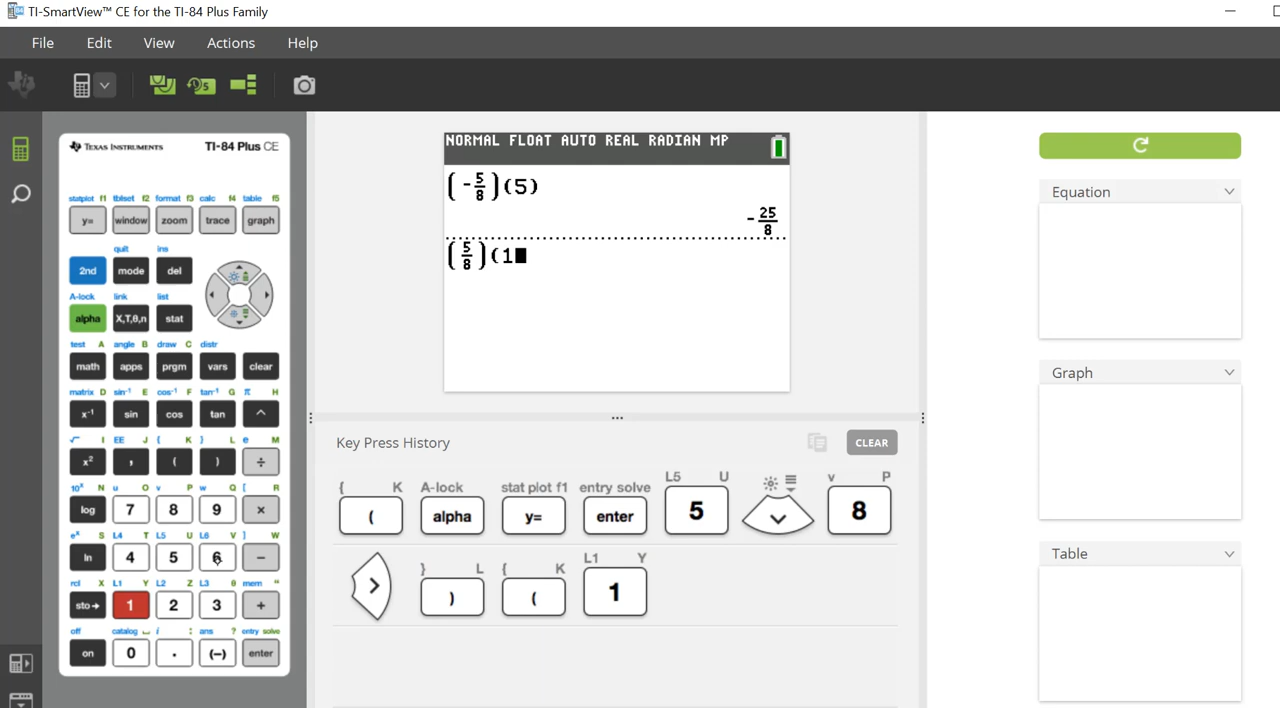 TI-SmartView™ CE for the TI-84 Plus Family
File Edit View Actions Help
TEXAS INSTRUMENTS TI-84 Plus CE
statplot f1 tblset f2 format f3 calc f4 table f5
y= window zoom trace graph
quit ins
2nd mode del
A-lock link list
alpha X,T,θ,n stat
test A angle B draw C distr
math apps prgm vars clear
matrix D sin⁻¹ E cos⁻¹ F tan⁻¹ G π H
x⁻¹ sin cos tan ^
√ I EE J { K } L e M
x² , ( ) ÷
10ˣ N u O v P w Q [ R
log 7 8 9 ×
eˣ S L4 T L5 U L6 V ] W
ln 4 5 6 −
rcl X L1 Y L2 Z L3 θ mem "
sto→ 1 2 3 +
off catalog ⎵ i : ans ? entry solve
on 0 . (−) enter
NORMAL FLOAT AUTO REAL RADIAN MP
(-5/8)(5)
-25/8
(5/8)(1
Key Press History
CLEAR
{ K A-lock stat plot f1 entry solve L5 U v P
( alpha y= enter 5 8
} L { K L1 Y
) ( 1
Equation
Graph
Table